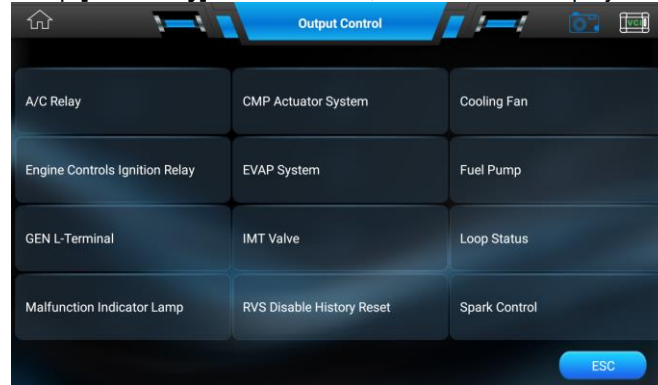 Output Control
VCI
A/C Relay
CMP Actuator System
Cooling Fan
Engine Controls Ignition Relay
EVAP System
Fuel Pump
GEN L-Terminal
IMT Valve
Loop Status
Malfunction Indicator Lamp
RVS Disable History Reset
Spark Control
ESC